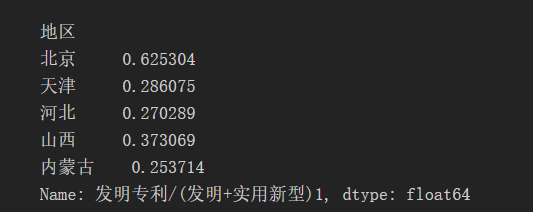 地区
北京 0.625304
天津 0.286075
河北 0.270289
山西 0.373069
内蒙古 0.253714
Name: 发明专利/(发明+实用新型)1, dtype: float64